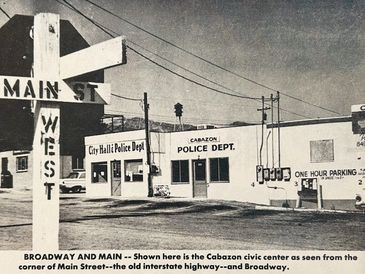 MAIN ST
WEST
City Hall & Police Dept
CABAZON
POLICE DEPT.
ONE HOUR PARKING
BROADWAY AND MAIN -- Shown here is the Cabazon civic center as seen from the
corner of Main Street--the old interstate highway--and Broadway.